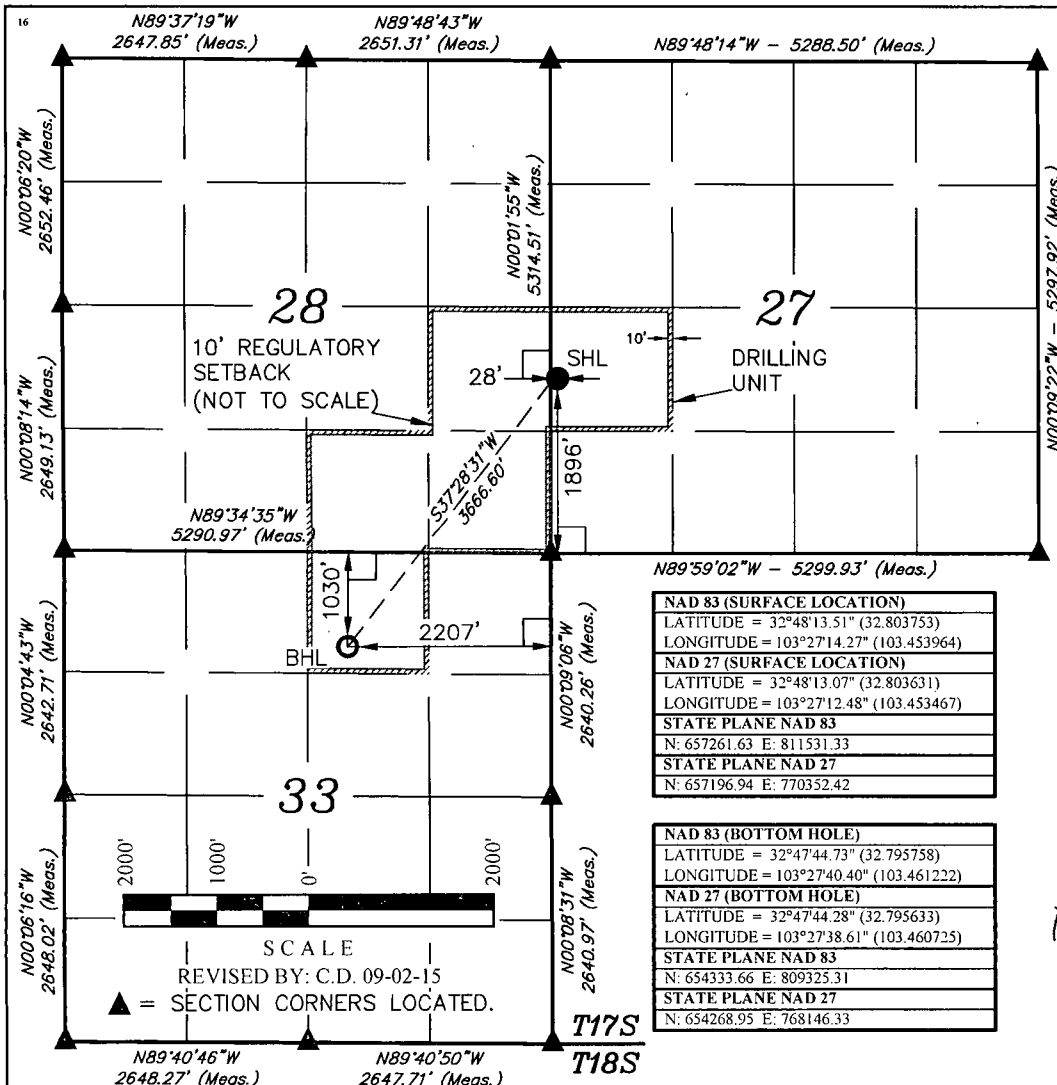 16
N89°37'19"W
2647.85' (Meas.)
N89°48'43"W
2651.31' (Meas.)
N89°48'14"W – 5288.50' (Meas.)
N00°06'20"W
2652.46' (Meas.)
N00°01'55"W
5314.51' (Meas.)
N00°09'22"W – 5297.92' (Meas.)
28
27
10' REGULATORY
SETBACK
(NOT TO SCALE)
28'
SHL
10'
DRILLING
UNIT
N00°08'14"W
2649.13' (Meas.)
S37°28'31"W
3666.60'
1896'
N89°34'35"W
5290.97' (Meas.)
N89°59'02"W – 5299.93' (Meas.)
1030'
2207'
BHL
N00°04'43"W
2642.71' (Meas.)
N00°09'06"W
2640.26' (Meas.)
33
NAD 83 (SURFACE LOCATION)
LATITUDE = 32°48'13.51" (32.803753)
LONGITUDE = 103°27'14.27" (103.453964)
NAD 27 (SURFACE LOCATION)
LATITUDE = 32°48'13.07" (32.803631)
LONGITUDE = 103°27'12.48" (103.453467)
STATE PLANE NAD 83
N: 657261.63 E: 811531.33
STATE PLANE NAD 27
N: 657196.94 E: 770352.42
NAD 83 (BOTTOM HOLE)
LATITUDE = 32°47'44.73" (32.795758)
LONGITUDE = 103°27'40.40" (103.461222)
NAD 27 (BOTTOM HOLE)
LATITUDE = 32°47'44.28" (32.795633)
LONGITUDE = 103°27'38.61" (103.460725)
STATE PLANE NAD 83
N: 654333.66 E: 809325.31
STATE PLANE NAD 27
N: 654268.95 E: 768146.33
2000'
1000'
0'
2000'
SCALE
REVISED BY: C.D. 09-02-15
▲ = SECTION CORNERS LOCATED.
N00°06'16"W
2648.02' (Meas.)
N00°08'31"W
2640.97' (Meas.)
T17S
T18S
N89°40'46"W
2648.27' (Meas.)
N89°40'50"W
2647.71' (Meas.)